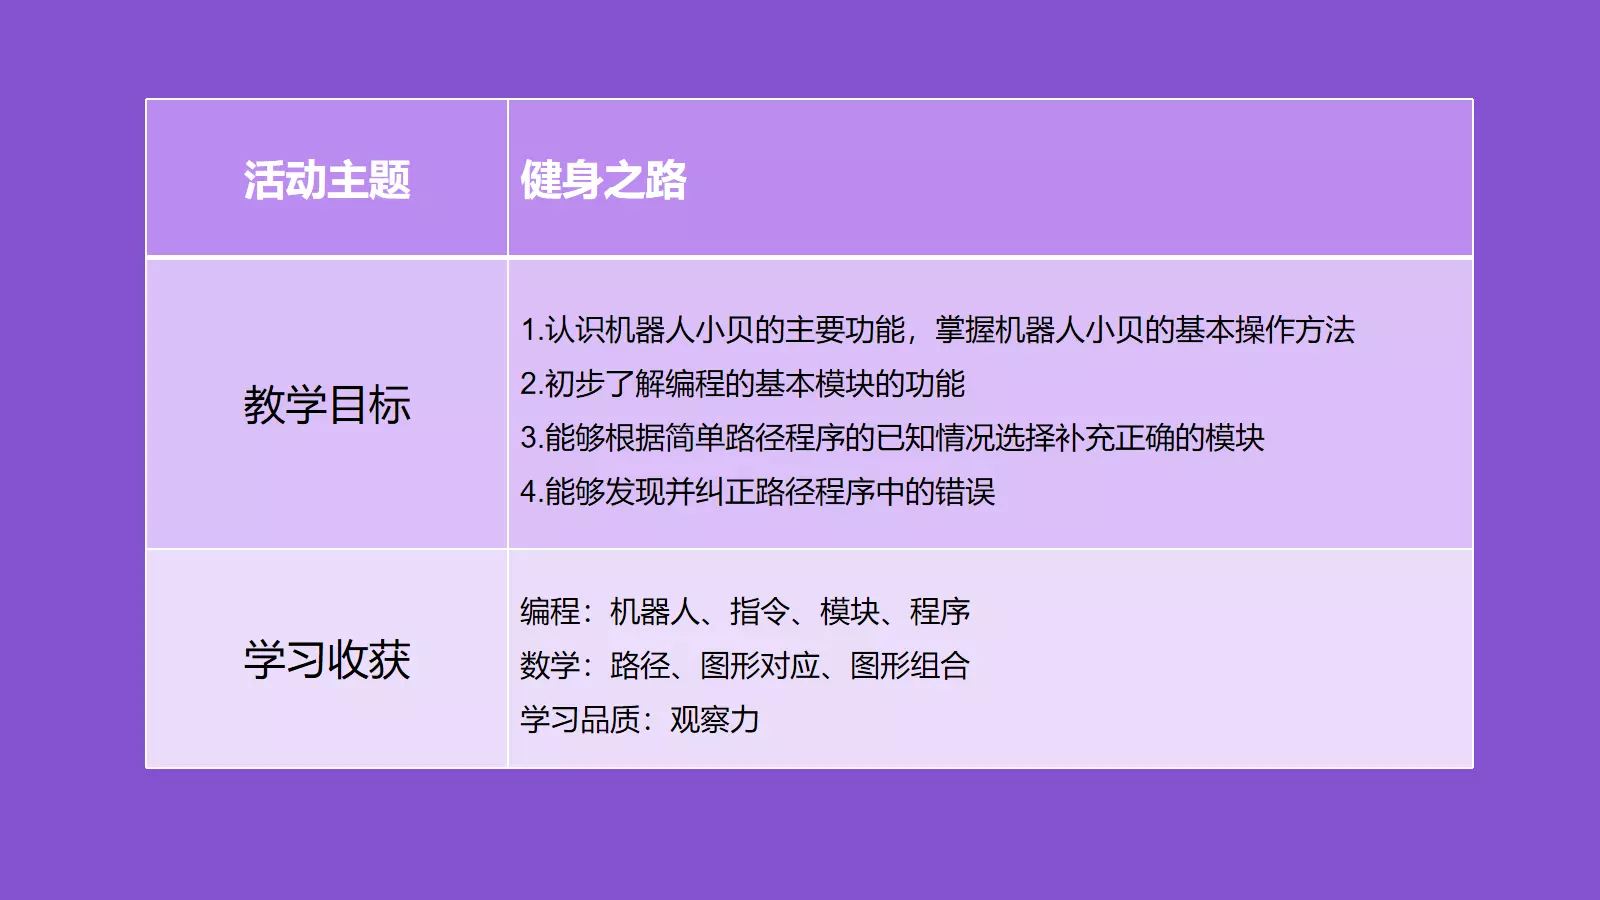 活动主题
健身之路
教学目标
1.认识机器人小贝的主要功能，掌握机器人小贝的基本操作方法
2.初步了解编程的基本模块的功能
3.能够根据简单路径程序的已知情况选择补充正确的模块
4.能够发现并纠正路径程序中的错误
学习收获
编程：机器人、指令、模块、程序
数学：路径、图形对应、图形组合
学习品质：观察力